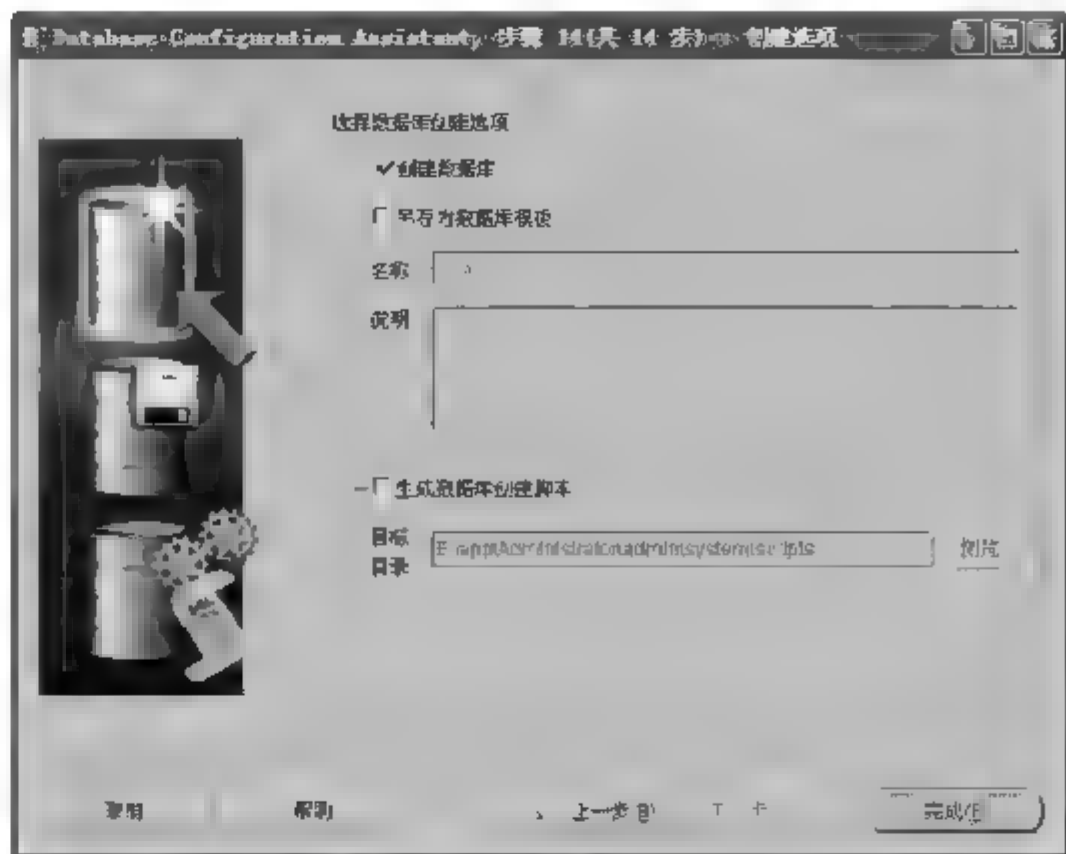 Database Configuration Assistant, 步骤 14(共 14 步) : 创建选项
选择数据库创建选项
创建数据库
另存为数据库模板
名称
说明
生成数据库创建脚本
目标
目录
浏览
取消
帮助
上一步(B)
完成(F)